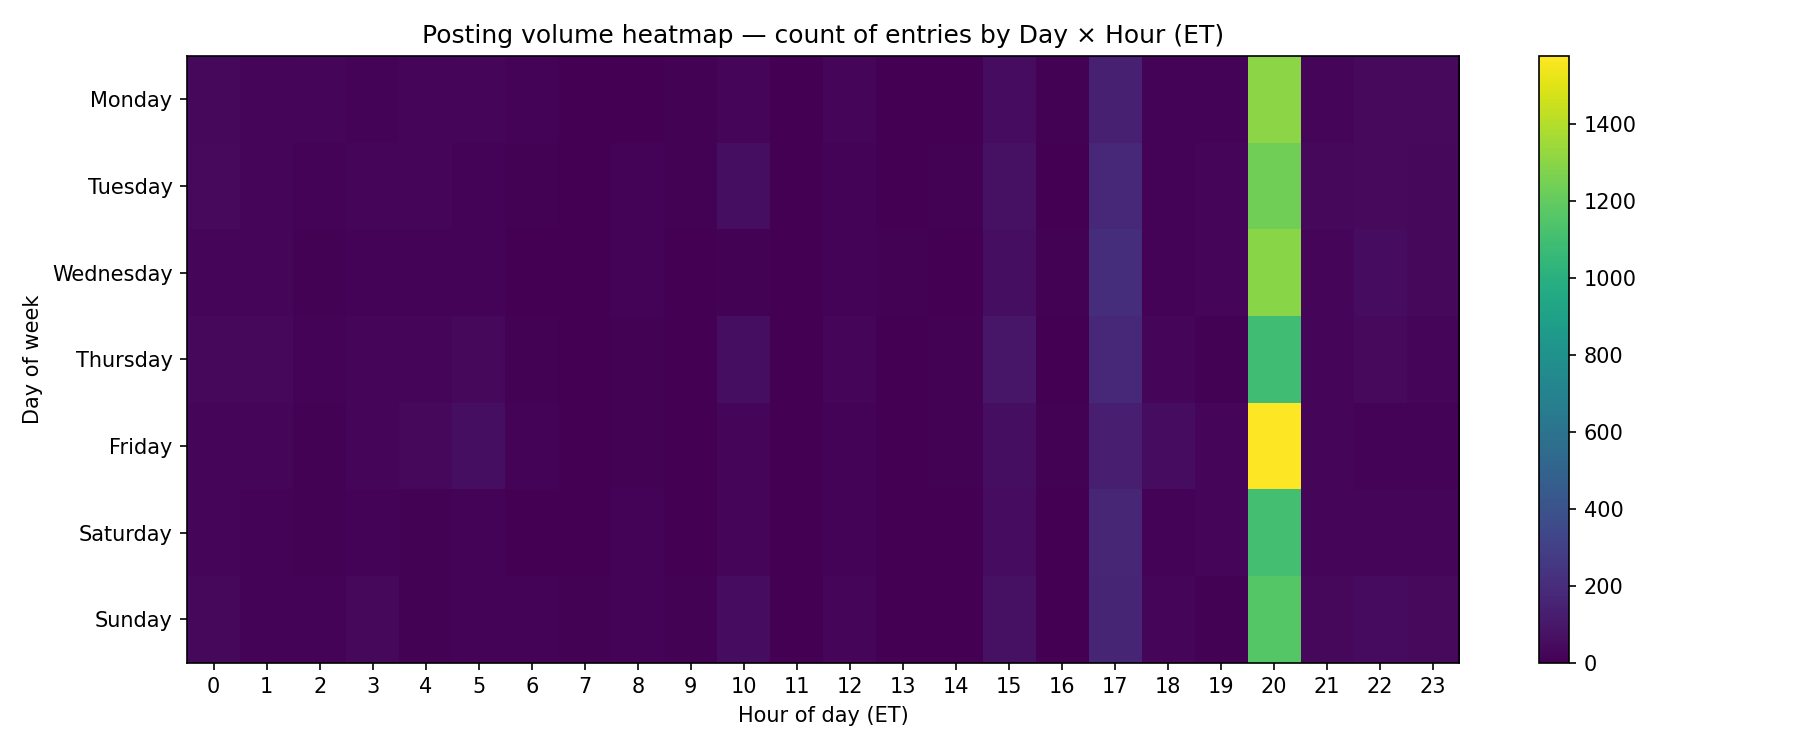 Posting volume heatmap — count of entries by Day × Hour (ET)
Day of week
Monday
Tuesday
Wednesday
Thursday
Friday
Saturday
Sunday
0 1 2 3 4 5 6 7 8 9 10 11 12 13 14 15 16 17 18 19 20 21 22 23
Hour of day (ET)
1400
1200
1000
800
600
400
200
0